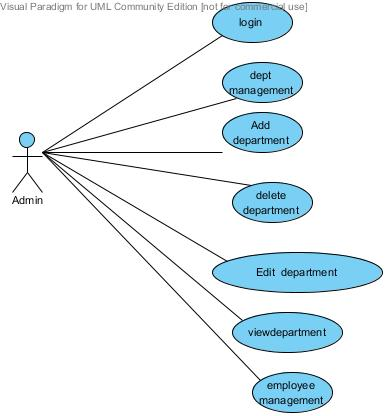 Visual Paradigm for UML Community Edition [not for commercial use]
login
dept
management
Add
department
delete
department
Admin
Edit department
viewdepartment
employee
management